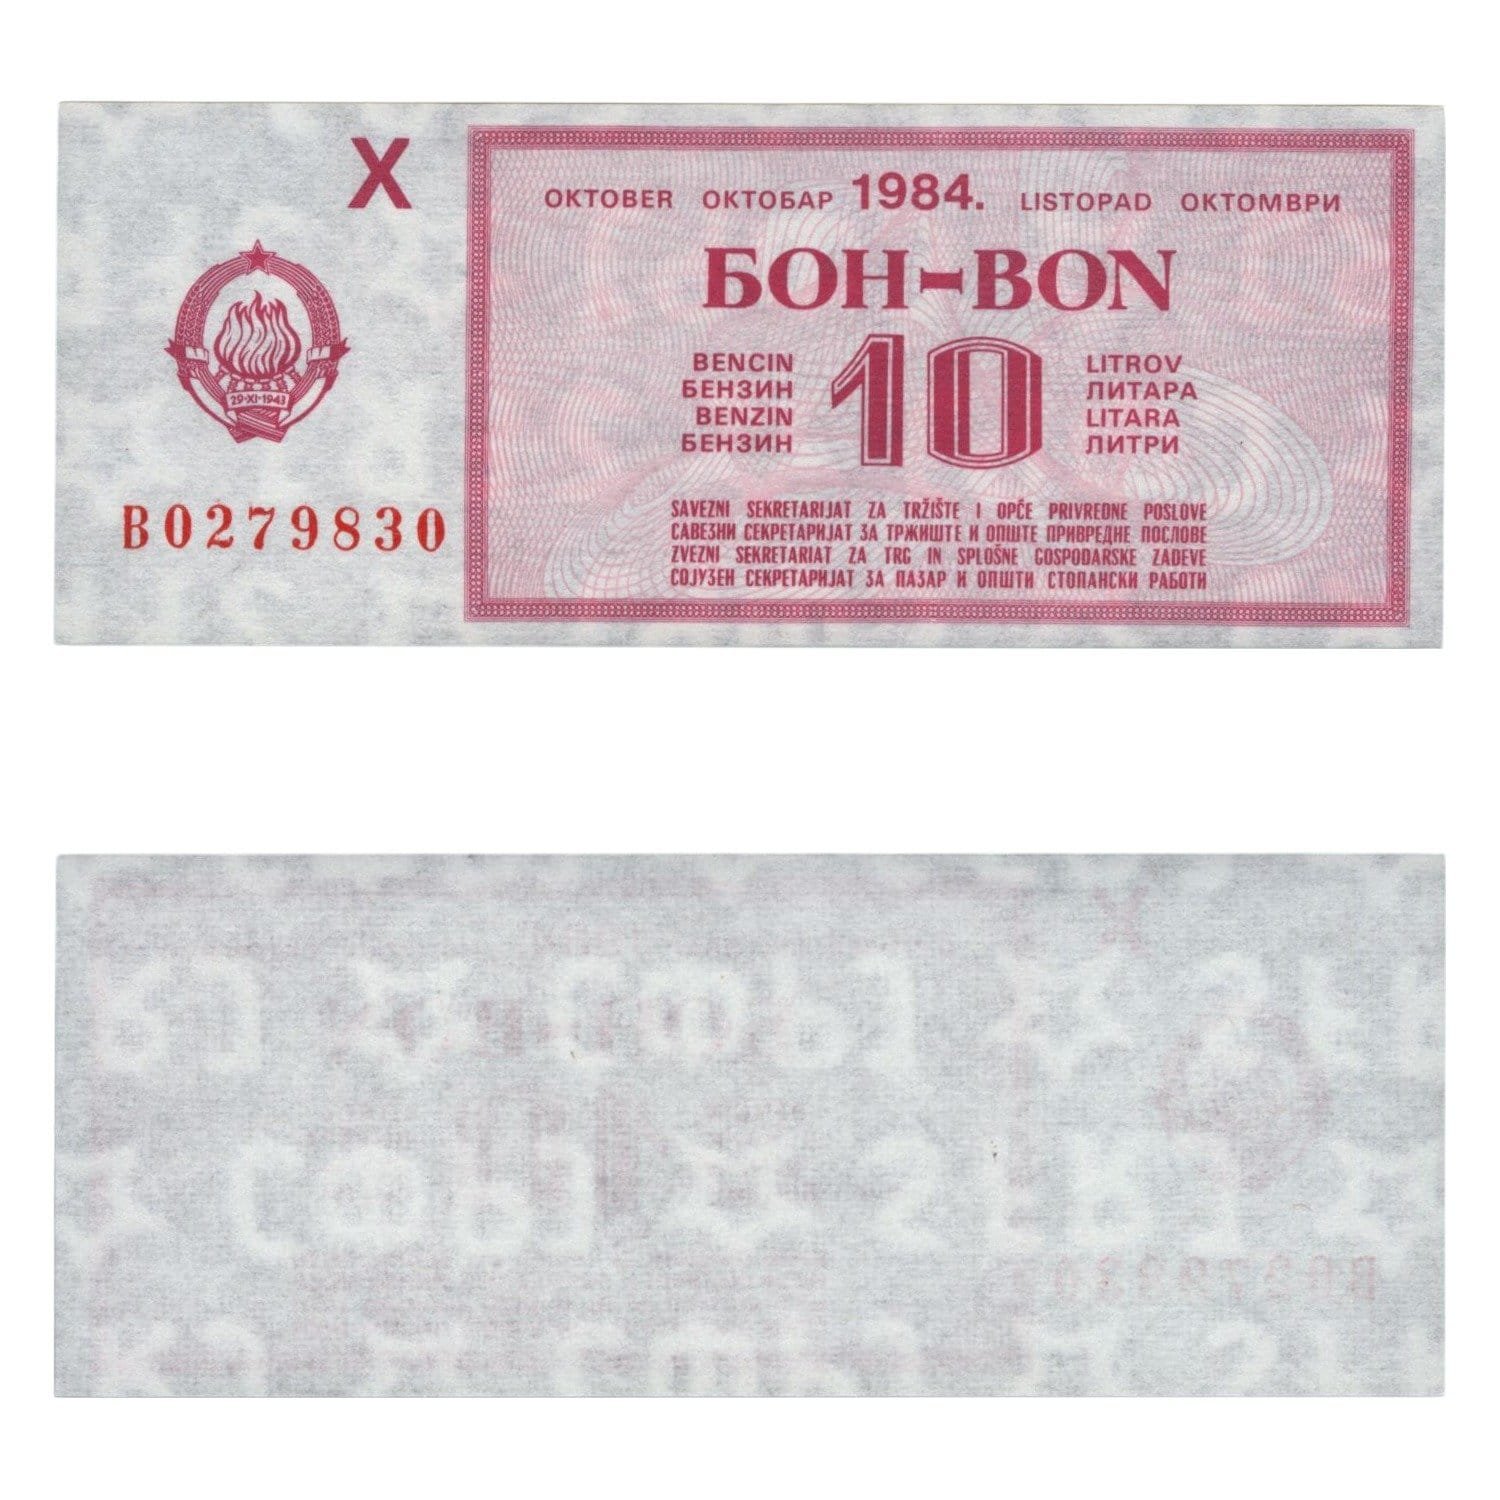 X
OKTOBER ОКТОБАР 1984. LISTOPAD ОКТОМВРИ
БОН-BON
BENCIN 10 LITROV
БЕНЗИН ЛИТАРА
BENZIN LITARA
БЕНЗИН ЛИТРИ
29·XI·1943
B0279830
SAVEZNI SEKRETARIJAT ZA TRŽIŠTE I OPĆE PRIVREDNE POSLOVE
САВЕЗНИ СЕКРЕТАРИЈАТ ЗА ТРЖИШТЕ И ОПШТЕ ПРИВРЕДНЕ ПОСЛОВЕ
ZVEZNI SEKRETARIAT ZA TRG IN SPLOŠNE GOSPODARSKE ZADEVE
СОЈУЗЕН СЕКРЕТАРИЈАТ ЗА ПАЗАР И ОПШТИ СТОПАНСКИ РАБОТИ